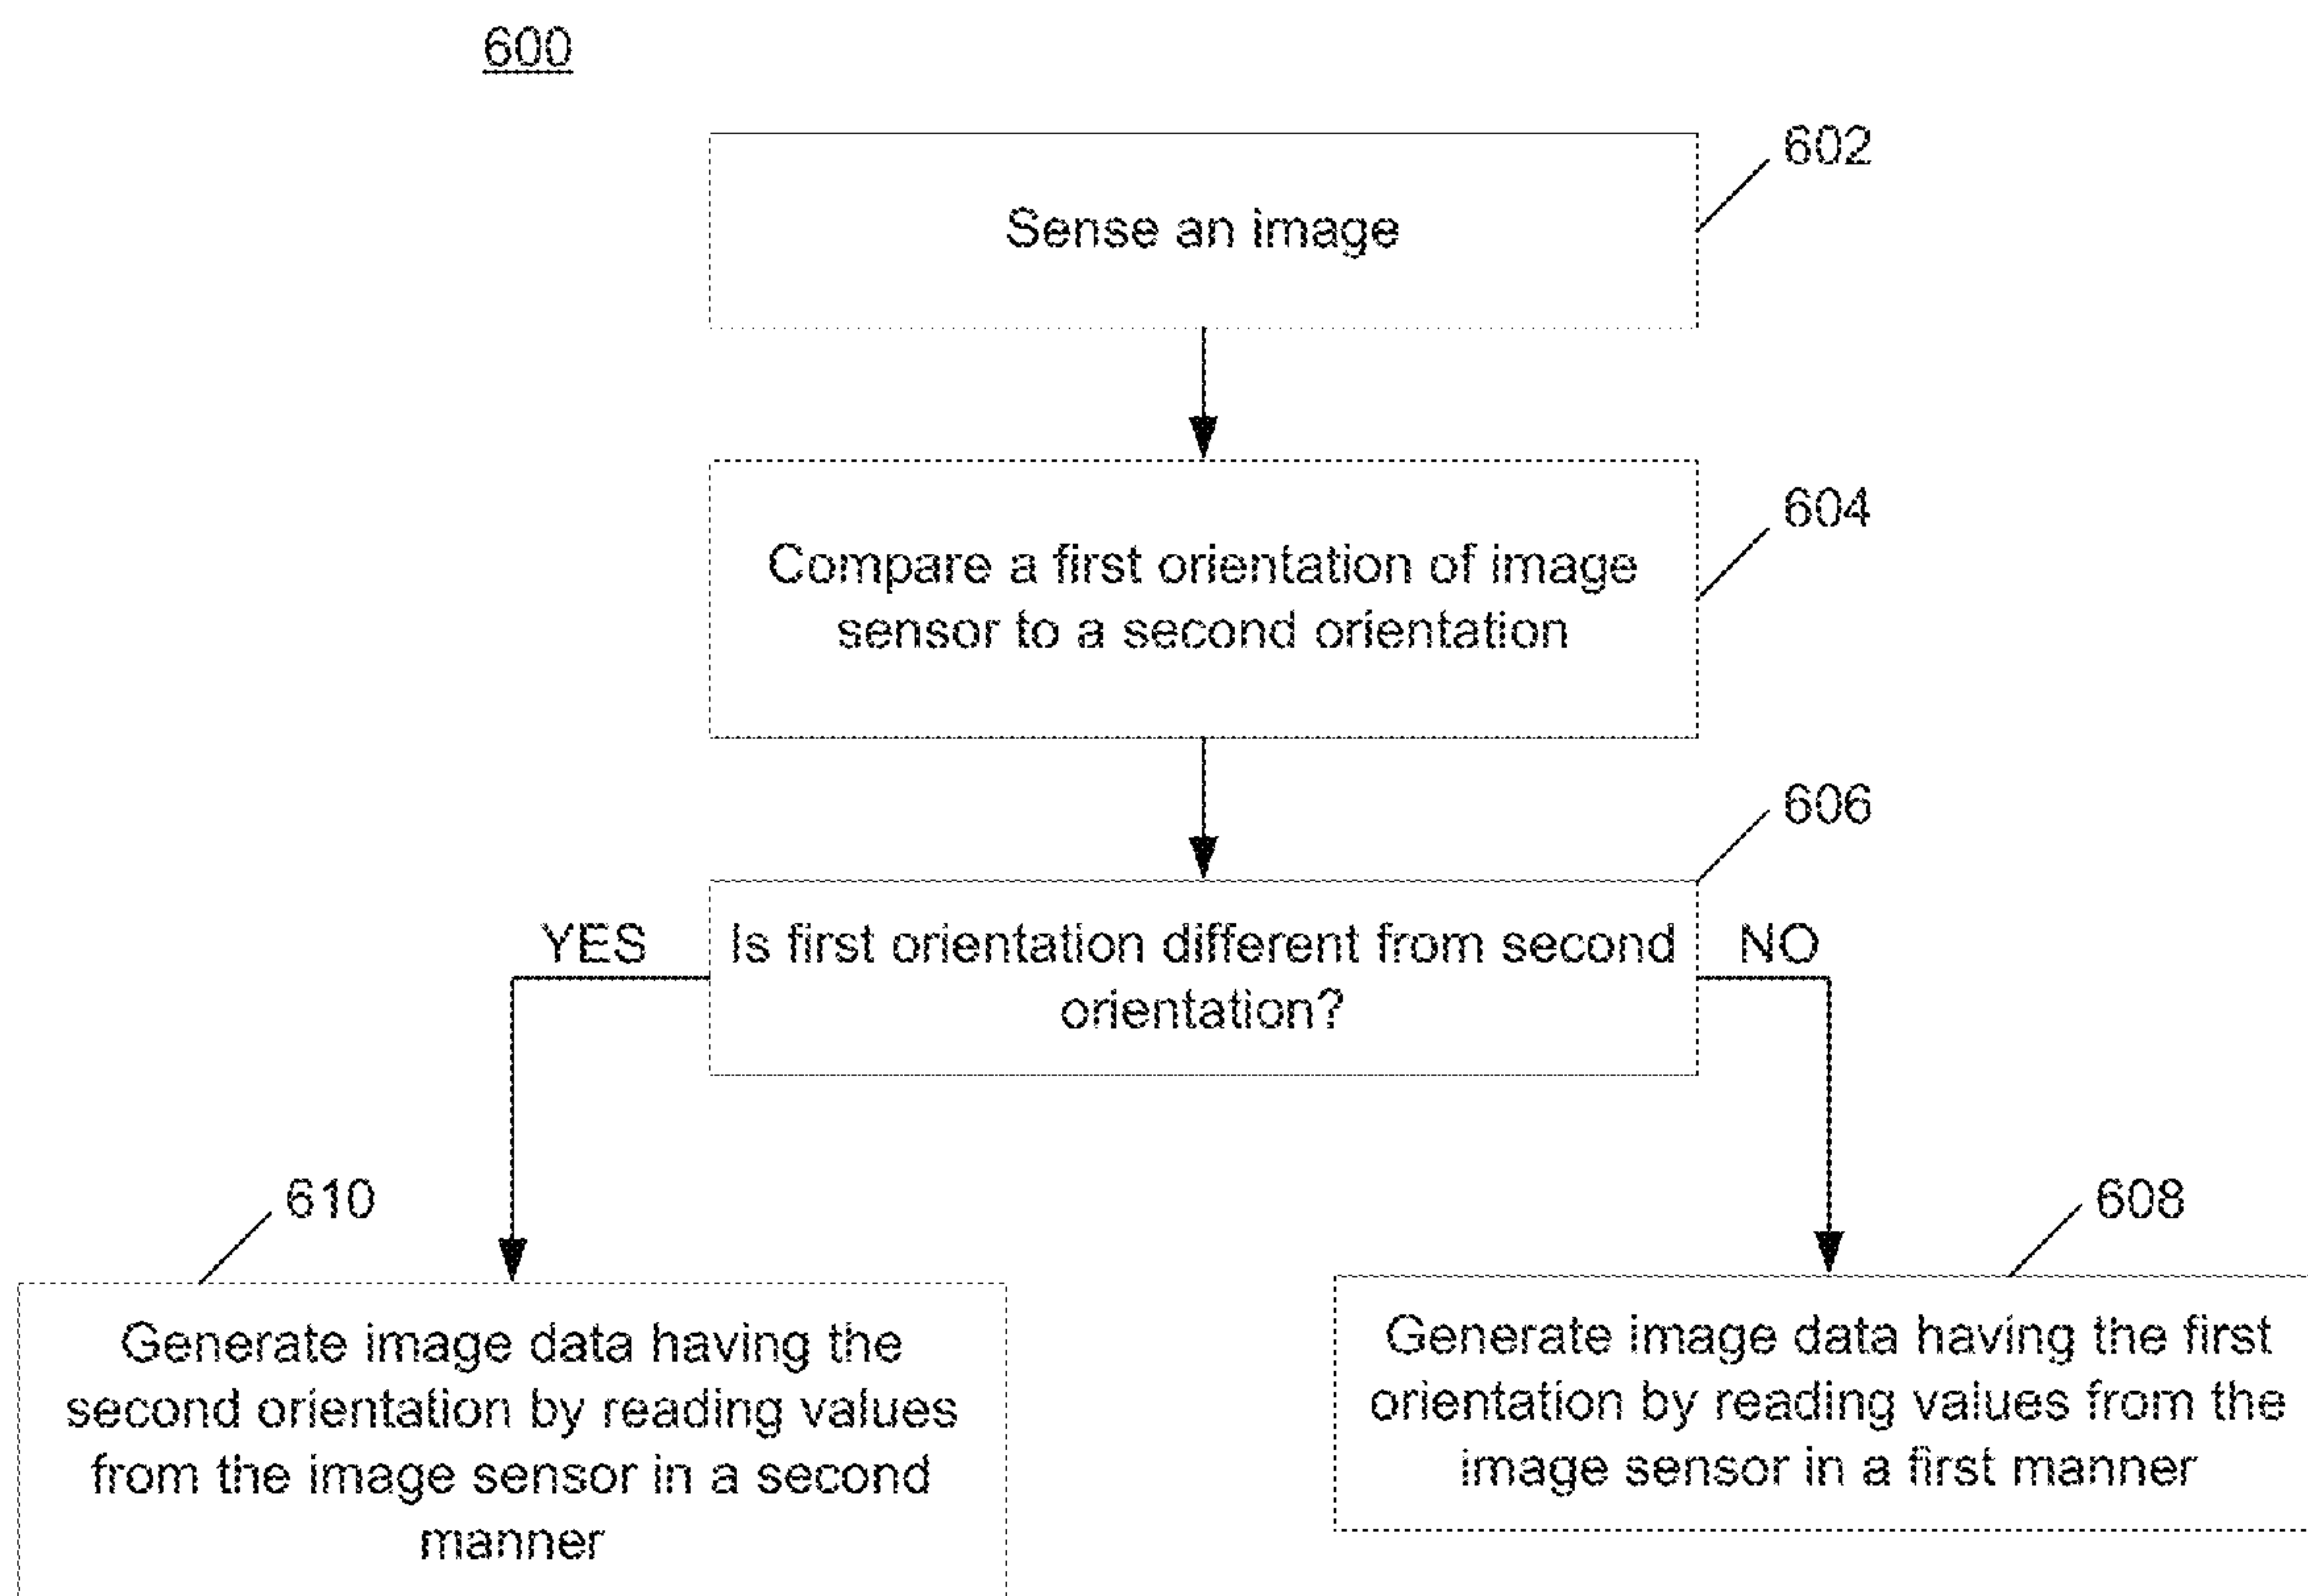 600
602
Sense an image
604
Compare a first orientation of image
sensor to a second orientation
606
YES
Is first orientation different from second
orientation?
NO
610
608
Generate image data having the
second orientation by reading values
from the image sensor in a second
manner
Generate image data having the first
orientation by reading values from the
image sensor in a first manner